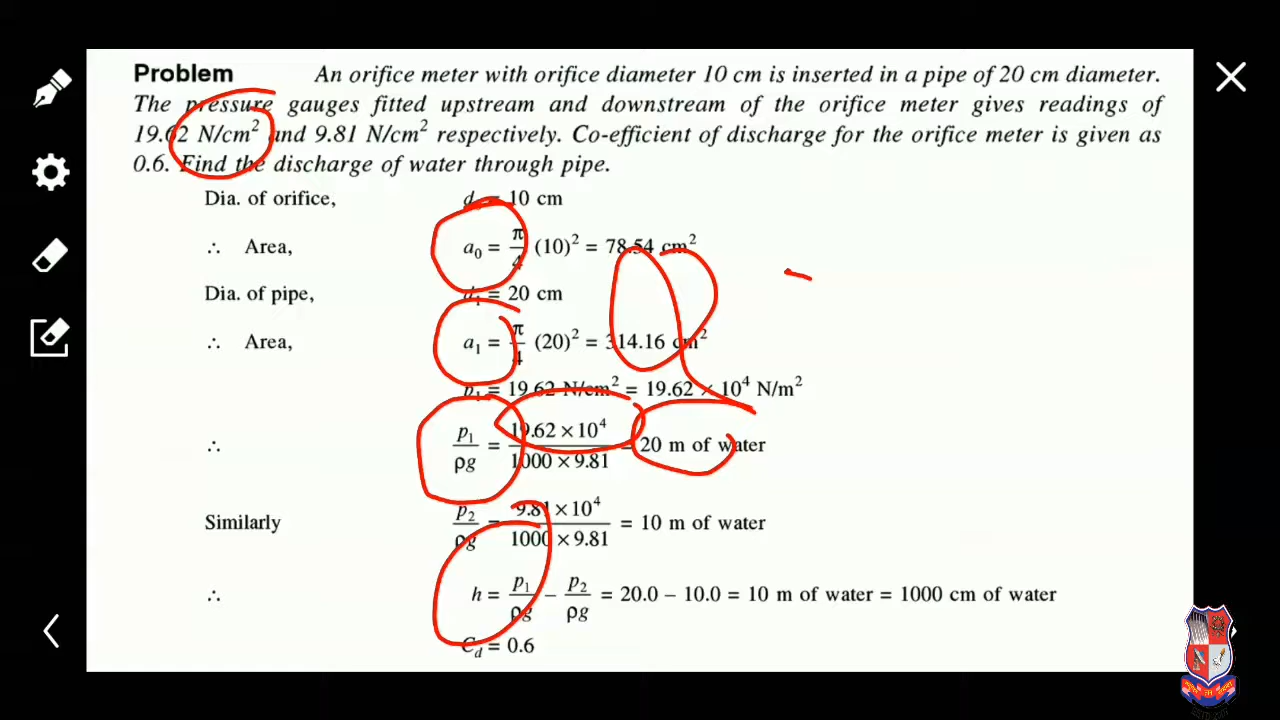 Problem An orifice meter with orifice diameter 10 cm is inserted in a pipe of 20 cm diameter.
The pressure gauges fitted upstream and downstream of the orifice meter gives readings of
19.62 N/cm² and 9.81 N/cm² respectively. Co-efficient of discharge for the orifice meter is given as
0.6. Find the discharge of water through pipe.
Dia. of orifice, d₀ = 10 cm
∴ Area, a₀ = π/4 (10)² = 78.54 cm²
Dia. of pipe, d₁ = 20 cm
∴ Area, a₁ = π/4 (20)² = 314.16 cm²
p₁ = 19.62 N/cm² = 19.62 × 10⁴ N/m²
∴ p₁/ρg = 19.62 × 10⁴/1000 × 9.81 = 20 m of water
Similarly p₂/ρg = 9.81 × 10⁴/1000 × 9.81 = 10 m of water
∴ h = p₁/ρg − p₂/ρg = 20.0 − 10.0 = 10 m of water = 1000 cm of water
C_d = 0.6